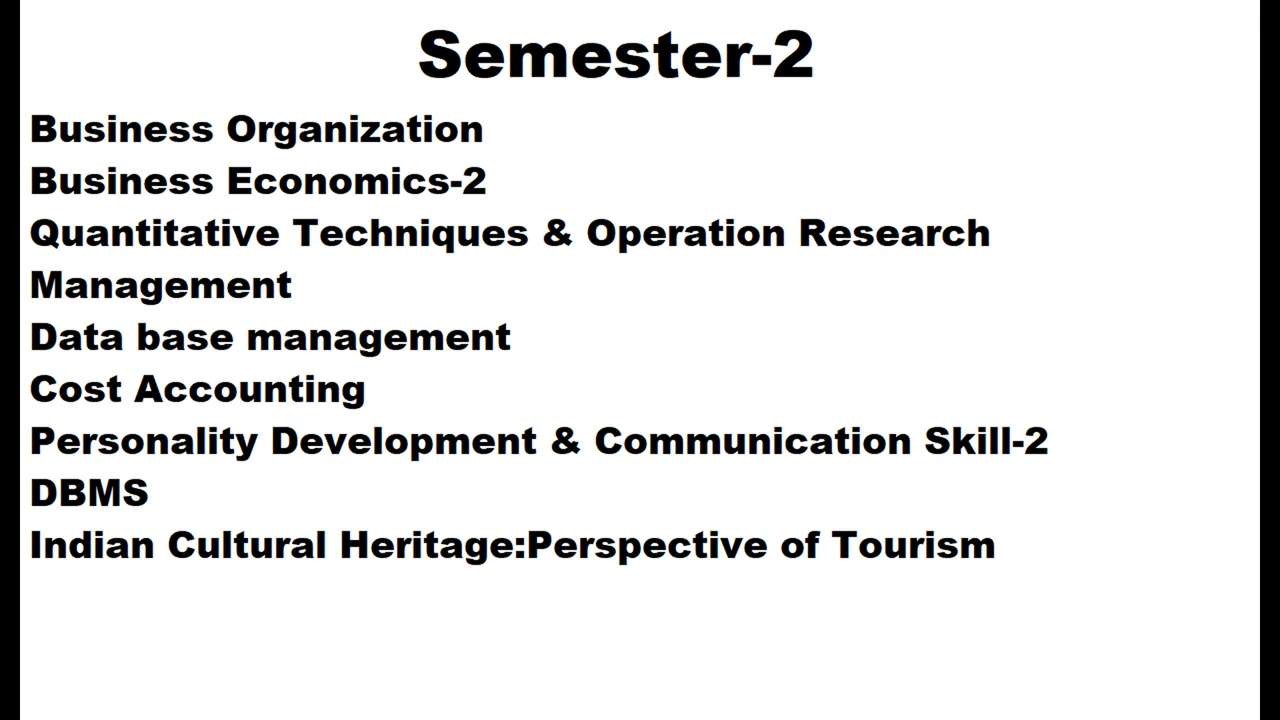 Semester-2
Business Organization
Business Economics-2
Quantitative Techniques & Operation Research
Management
Data base management
Cost Accounting
Personality Development & Communication Skill-2
DBMS
Indian Cultural Heritage:Perspective of Tourism